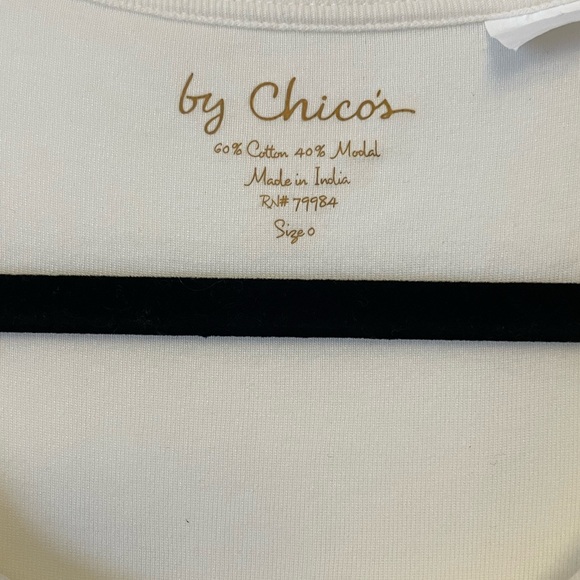 by Chico's
60% Cotton 40% Modal
Made in India
RN# 79984
Size 0